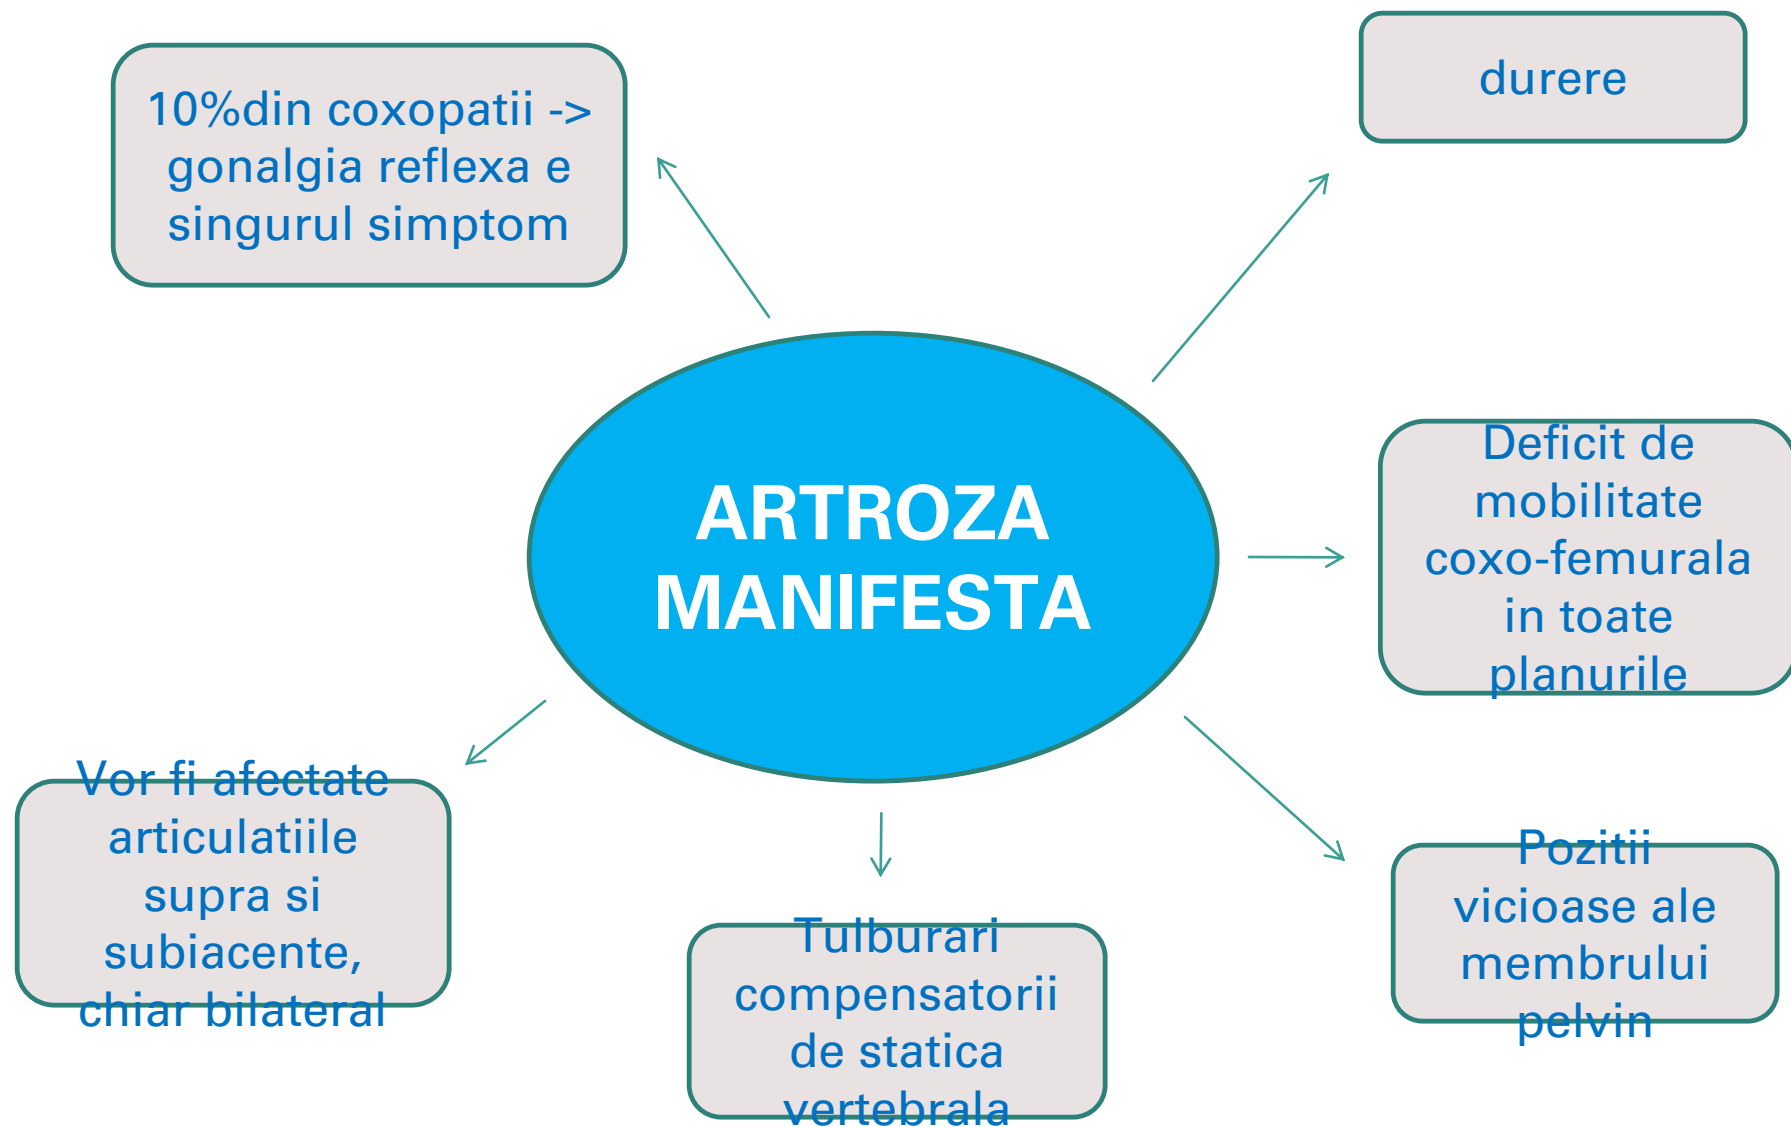 10%din coxopatii ->
gonalgia reflexa e
singurul simptom
durere
ARTROZA
MANIFESTA
Deficit de
mobilitate
coxo-femurala
in toate
planurile
Vor fi afectate
articulatiile
supra si
subiacente,
chiar bilateral
Tulburari
compensatorii
de statica
vertebrala
Pozitii
vicioase ale
membrului
pelvin